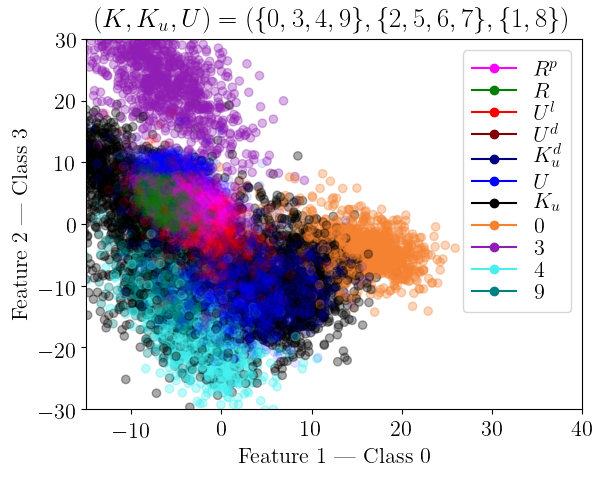 (K, K_u, U) = ({0, 3, 4, 9}, {2, 5, 6, 7}, {1, 8})
30
20
10
0
−10
−20
−30
Feature 2 — Class 3
R^p
R
U^l
U^d
K_u^d
U
K_u
0
3
4
9
−10
0
10
20
30
40
Feature 1 — Class 0